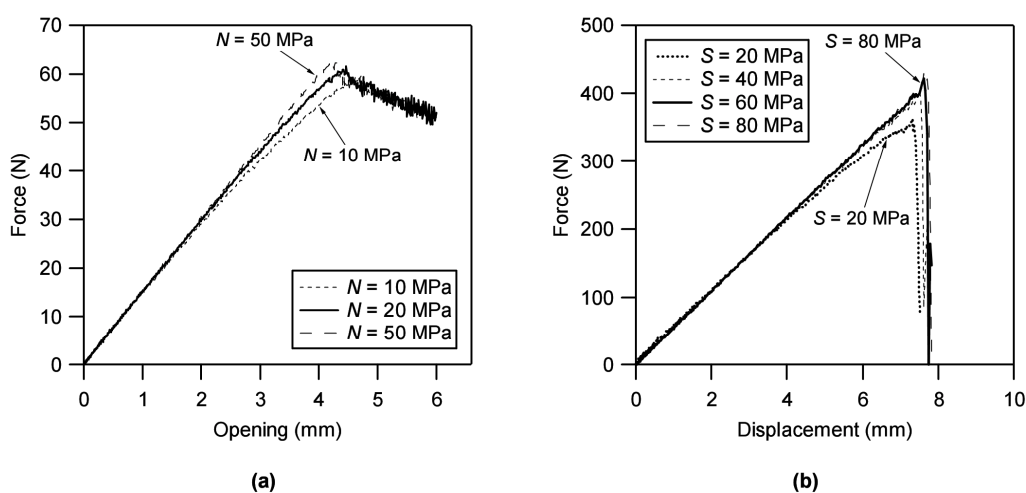 70
60
50
40
30
20
10
0
Force (N)
N = 50 MPa
N = 10 MPa
N = 10 MPa
N = 20 MPa
N = 50 MPa
0 1 2 3 4 5 6
Opening (mm)
(a)
500
400
300
200
100
0
Force (N)
S = 20 MPa
S = 40 MPa
S = 60 MPa
S = 80 MPa
S = 80 MPa
S = 20 MPa
0 2 4 6 8 10
Displacement (mm)
(b)